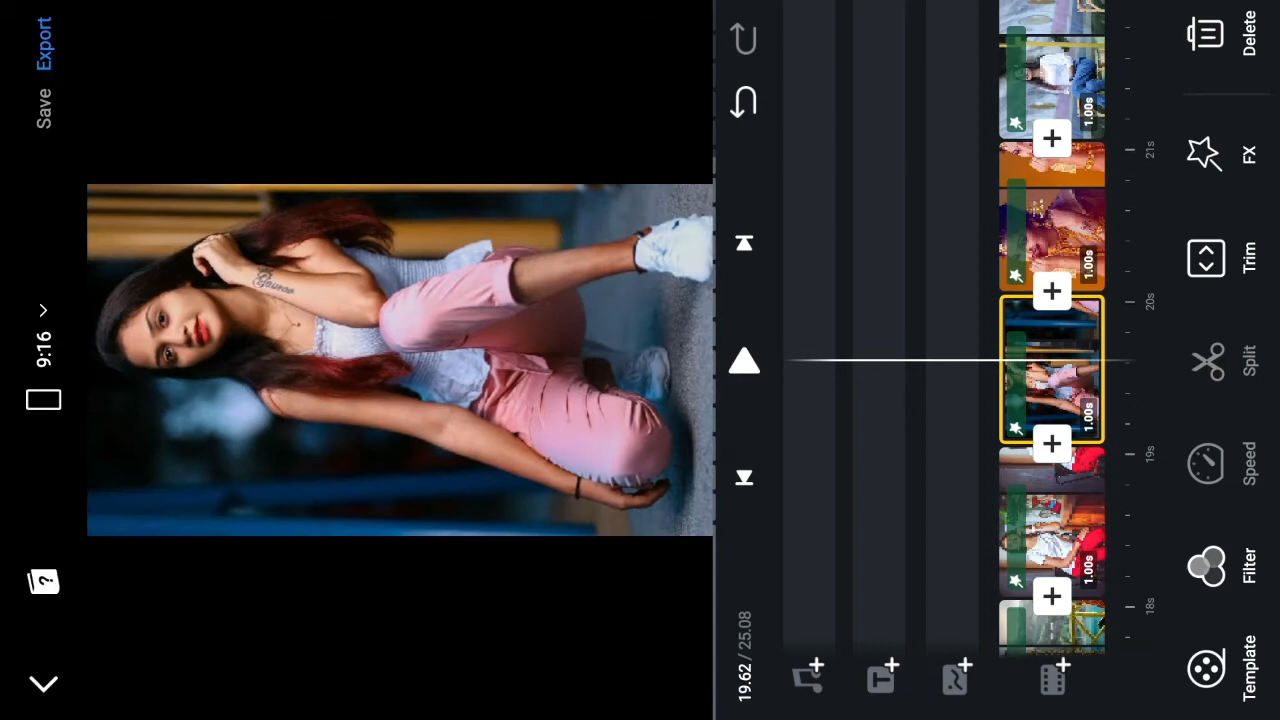 9:16
Save
Export
19.62 / 25.08
1.00s
1.00s
1.00s
1.00s
18s
19s
20s
21s
Template
Filter
Speed
Split
Trim
FX
Delete